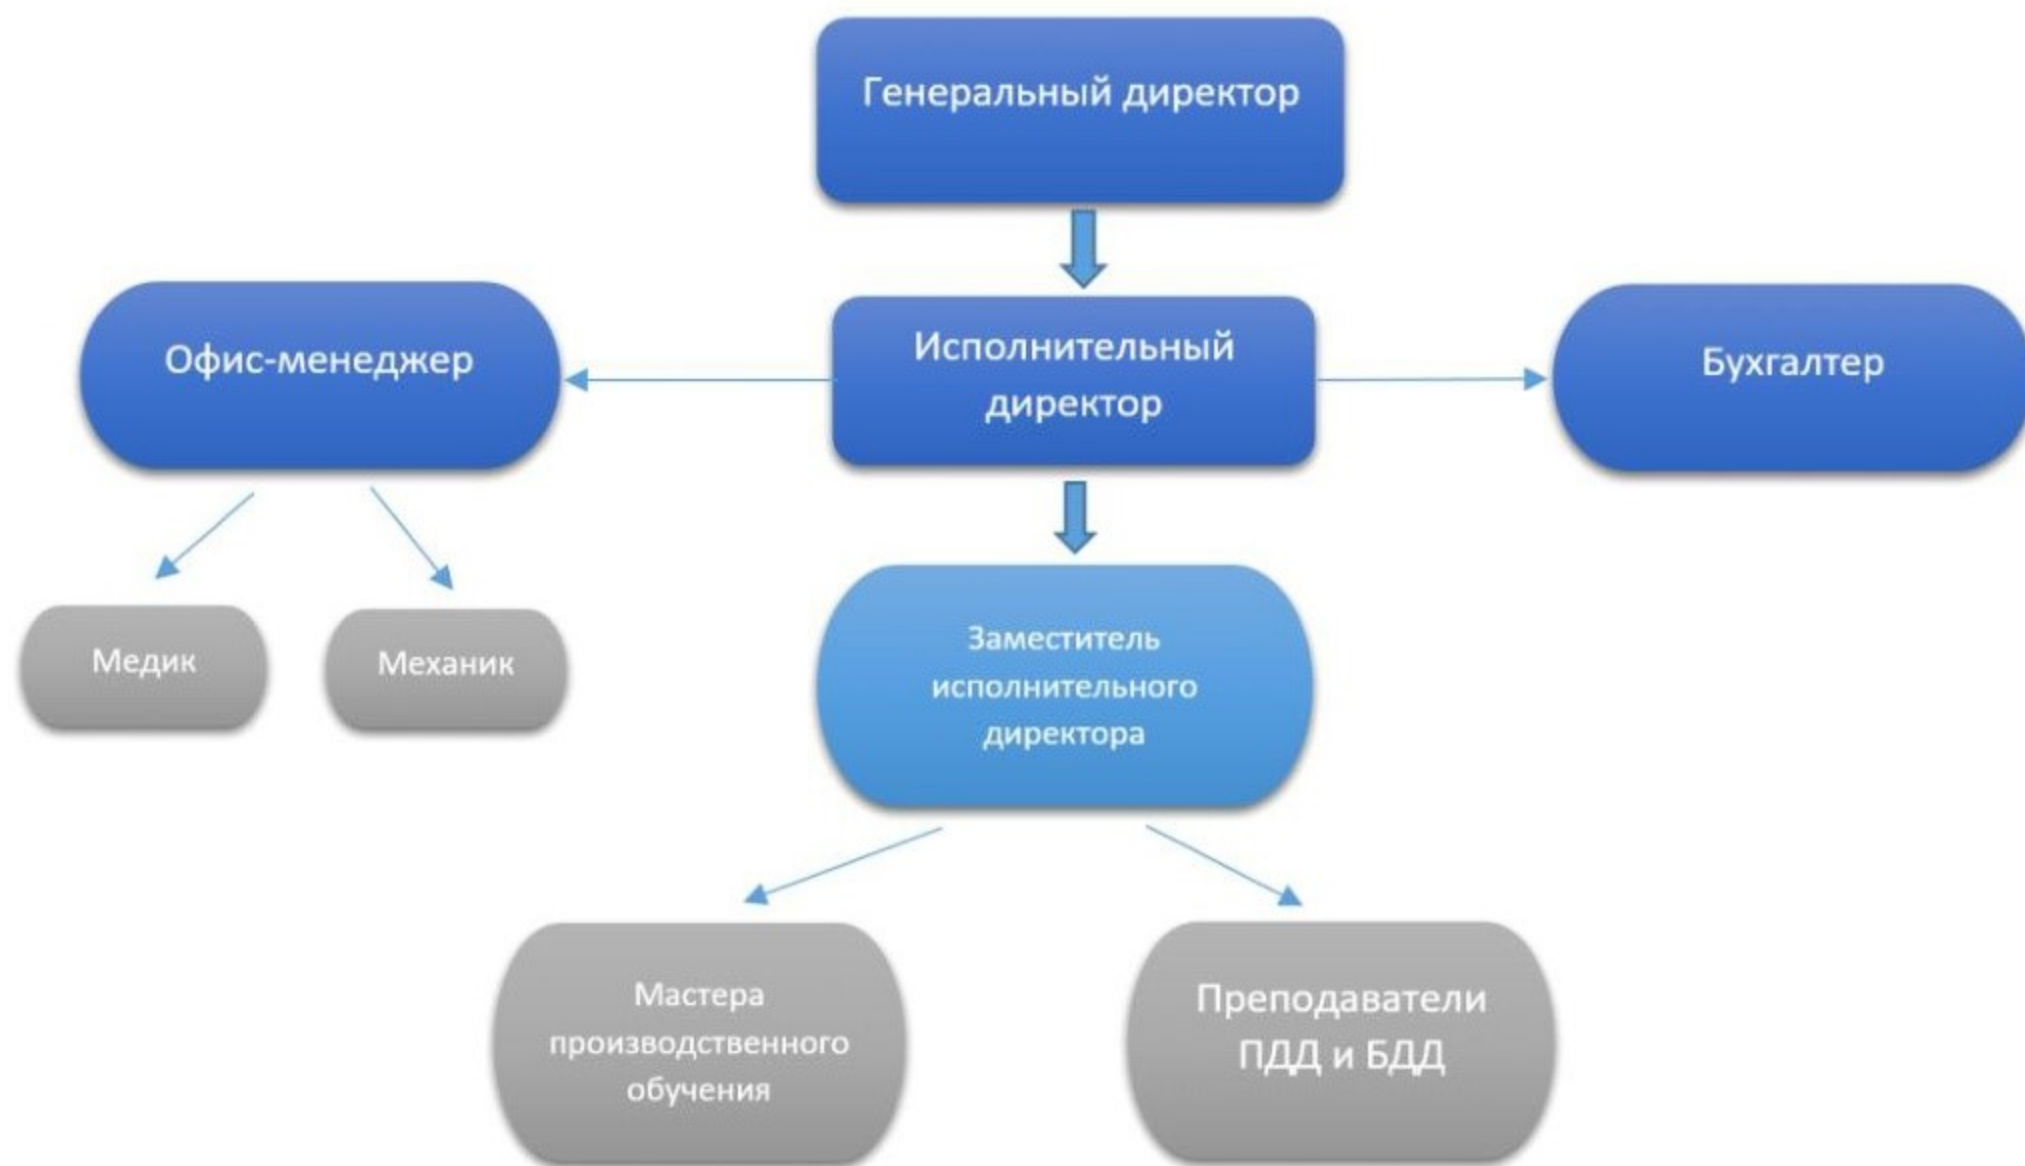 Генеральный директор
Офис-менеджер
Исполнительный
директор
Бухгалтер
Медик
Механик
Заместитель
исполнительного
директора
Мастера
производственного
обучения
Преподаватели
ПДД и БДД